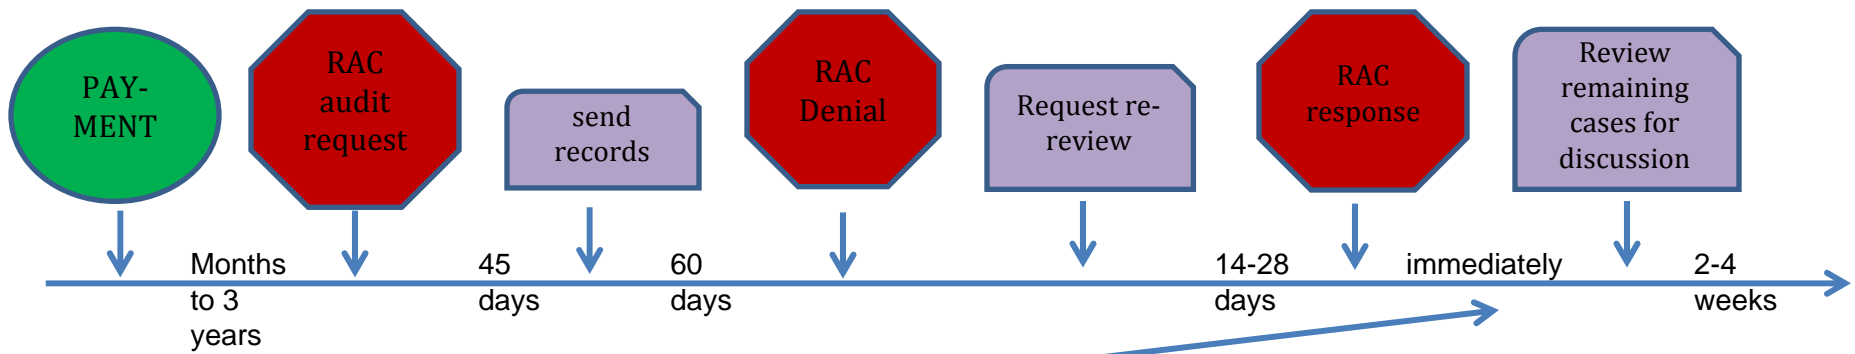 PAY-
MENT
RAC
audit
request
send
records
RAC
Denial
Request re-
review
RAC
response
Review
remaining
cases for
discussion
Months
to 3
years
45
days
60
days
14-28
days
immediately
2-4
weeks